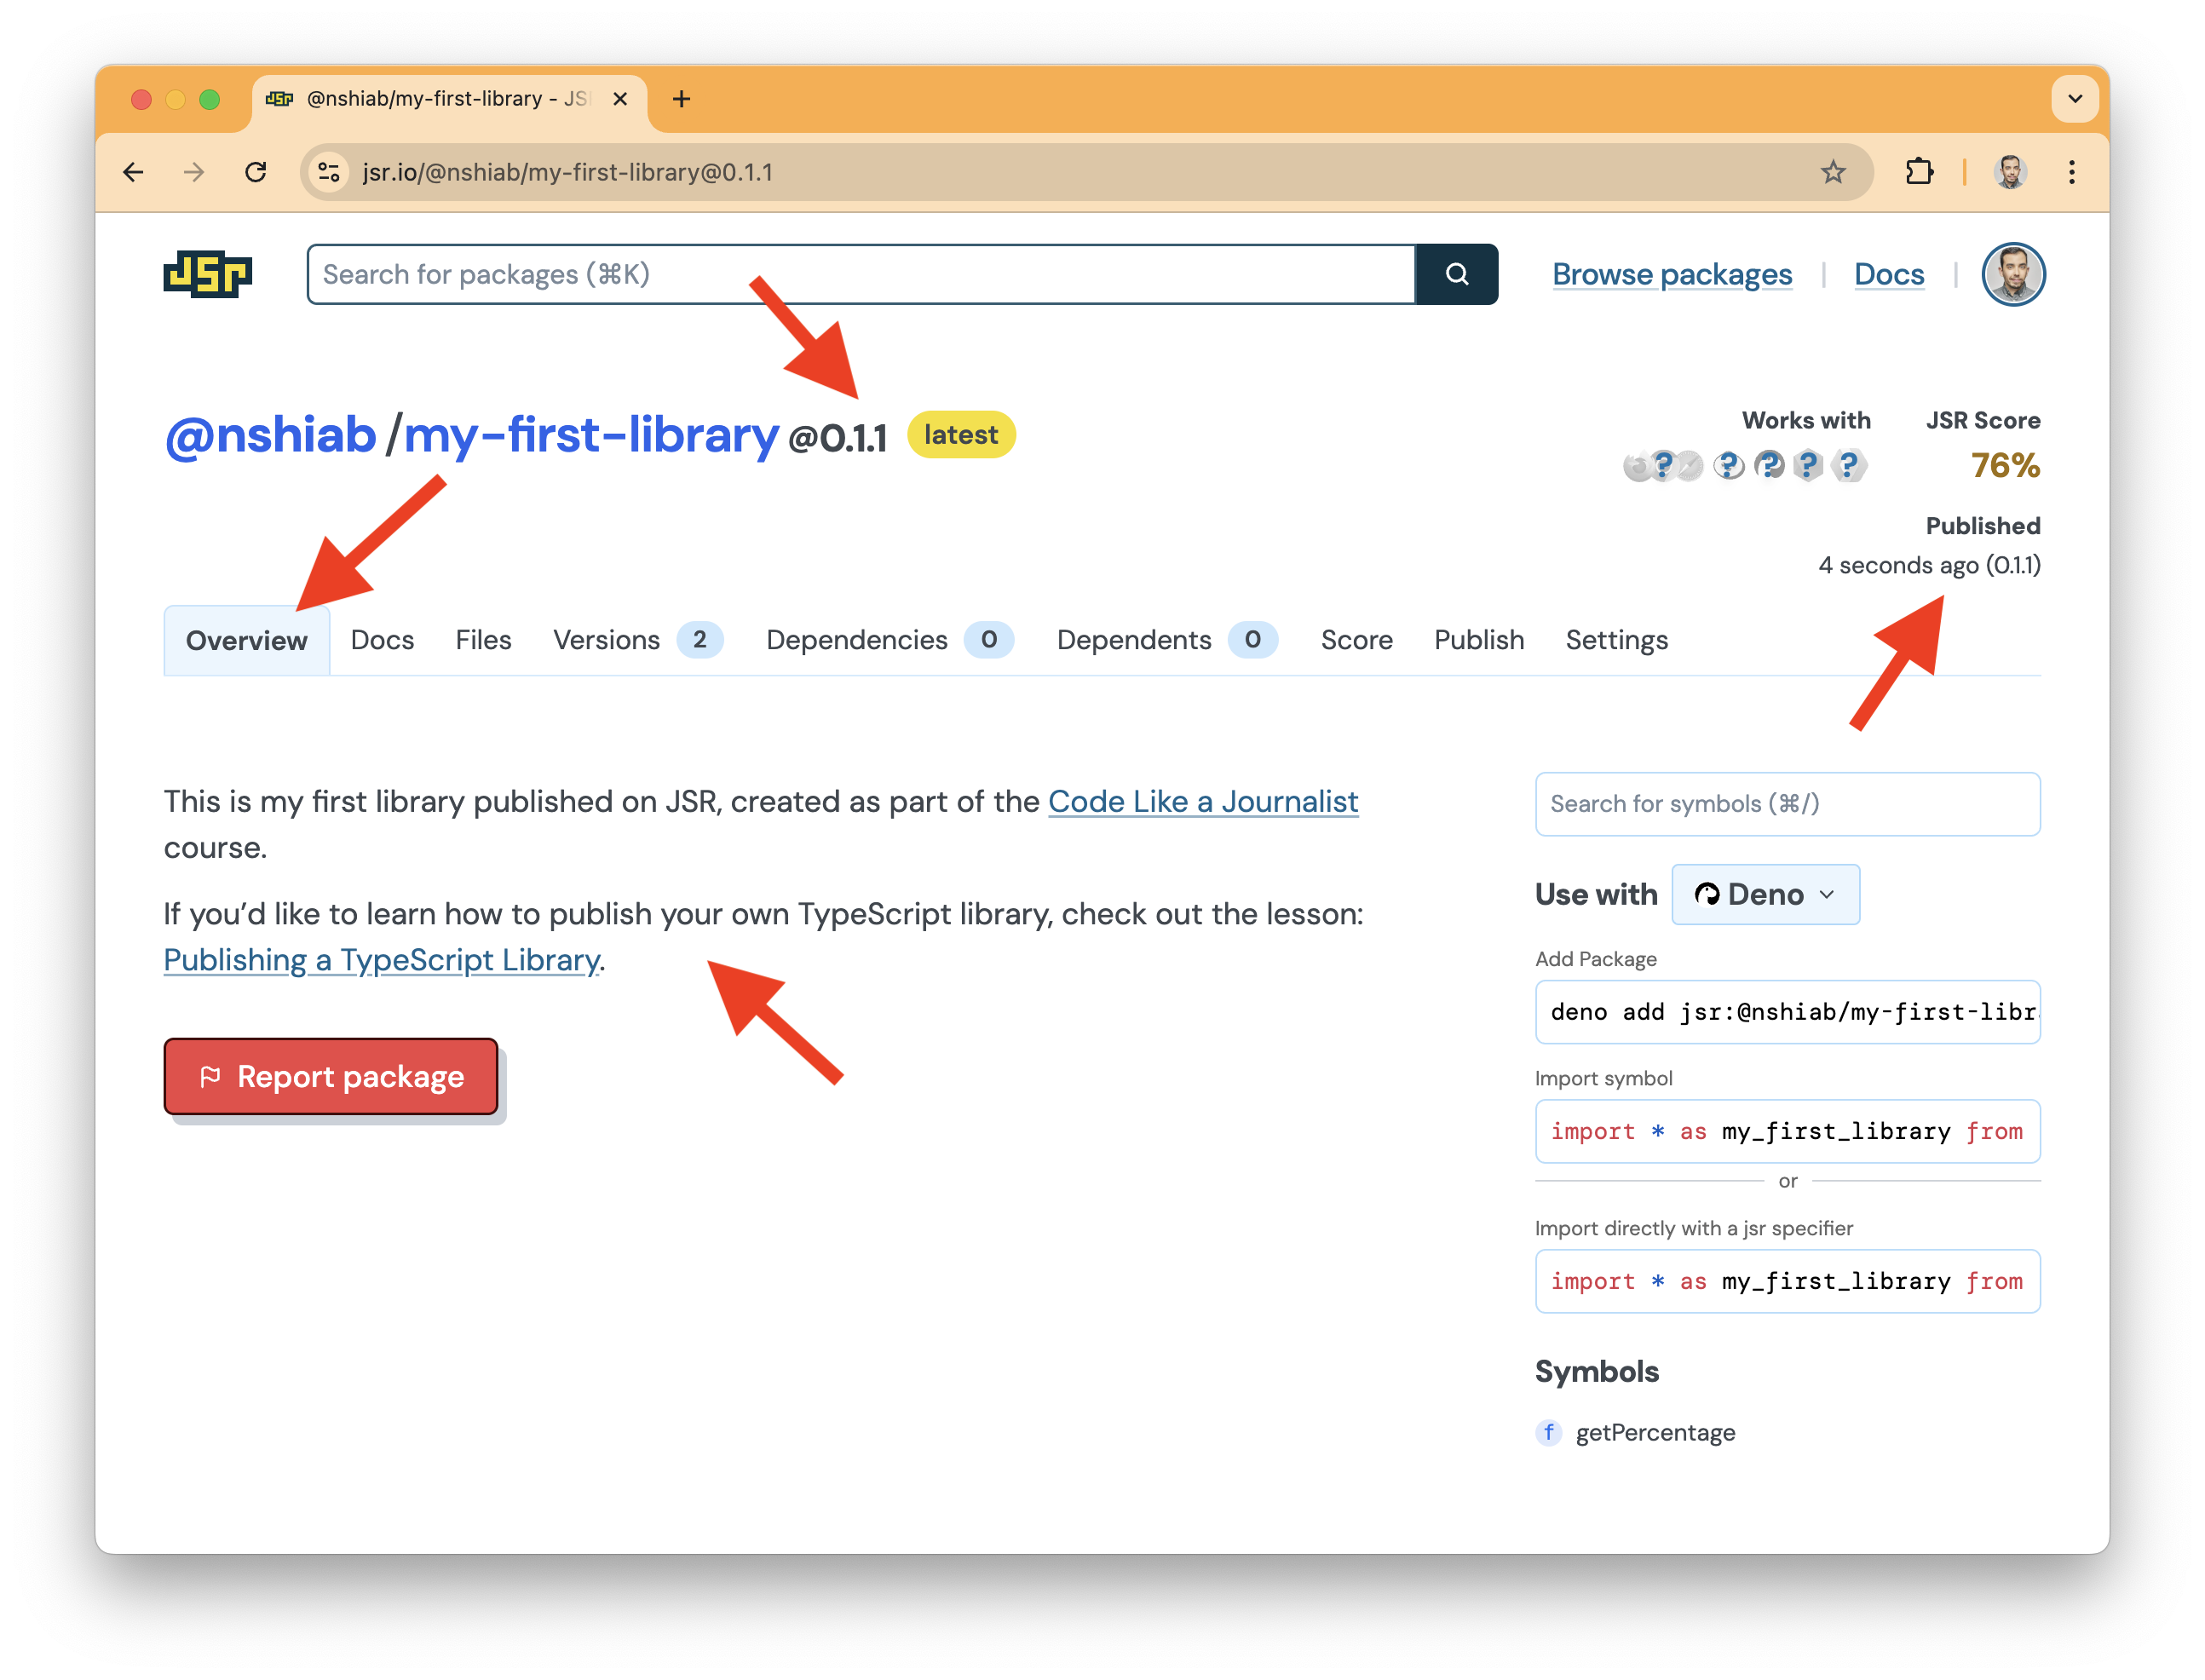 @nshiab/my-first-library - JS
jsr.io/@nshiab/my-first-library@0.1.1
JSr
Search for packages (⌘K)
Browse packages
Docs
@nshiab/my-first-library@0.1.1
latest
Works with
JSR Score
76%
Published
4 seconds ago (0.1.1)
Overview
Docs
Files
Versions 2
Dependencies 0
Dependents 0
Score
Publish
Settings
This is my first library published on JSR, created as part of the Code Like a Journalist
course.
If you’d like to learn how to publish your own TypeScript library, check out the lesson:
Publishing a TypeScript Library.
Report package
Search for symbols (⌘/)
Use with
Deno
Add Package
deno add jsr:@nshiab/my-first-libr
Import symbol
import * as my_first_library from
or
Import directly with a jsr specifier
import * as my_first_library from
Symbols
f getPercentage